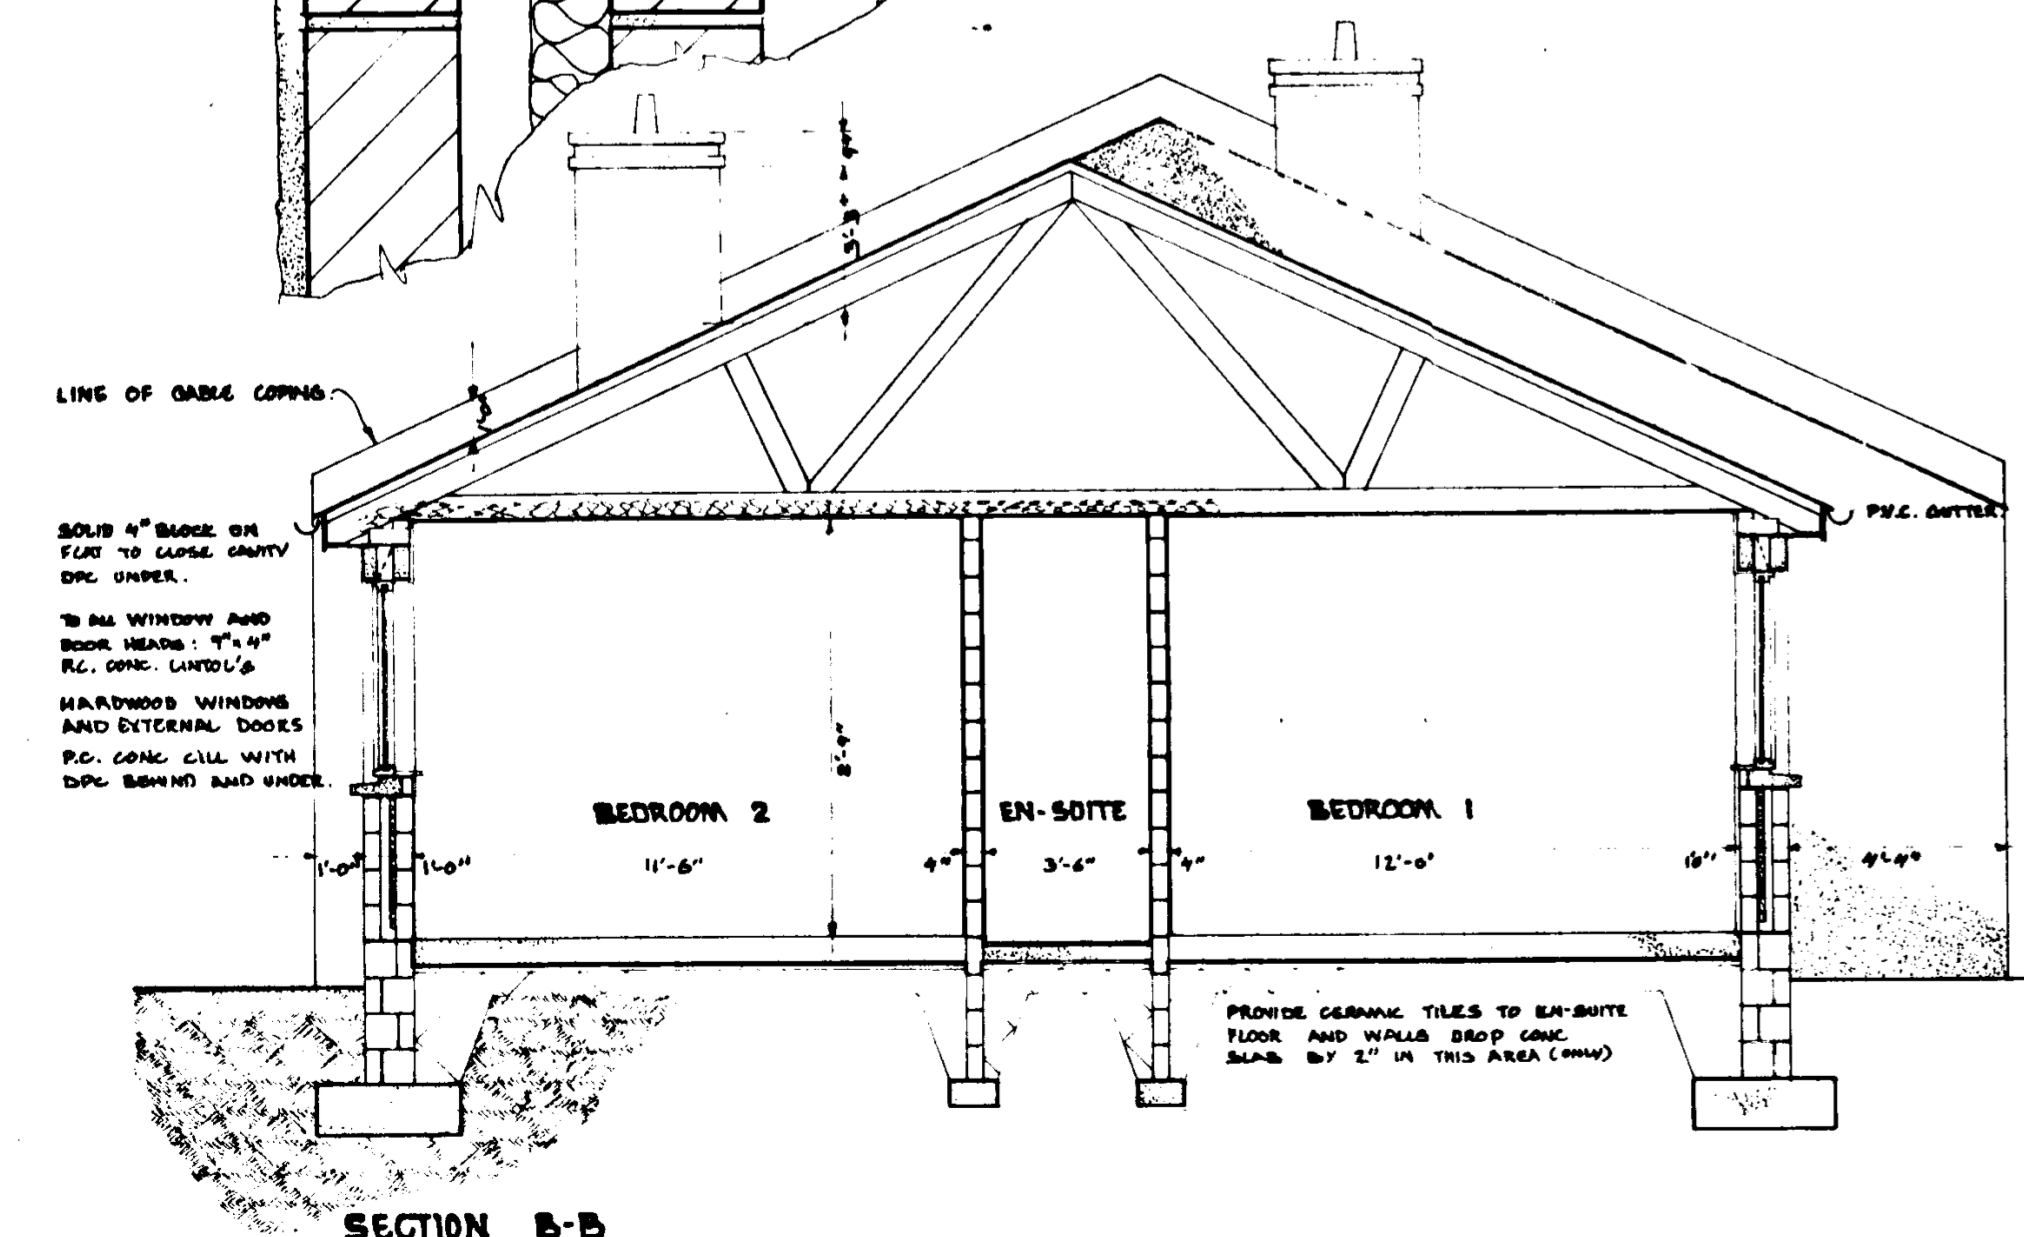 LINE OF GABLE COPING.
SOLID 4" BLOCK ON
FLAT TO CLOSE CAVITY
DPC UNDER.
TO ALL WINDOW AND
DOOR HEADS: 9"x4"
R.C. CONC. LINTOL'S
HARDWOOD WINDOWS
AND EXTERNAL DOORS
P.C. CONC CILL WITH
DPC BEHIND AND UNDER.
P.V.C. GUTTER.
BEDROOM 2
EN-SUITE
BEDROOM 1
1'-0"
1'-0"
11'-6"
4"
3'-6"
4"
12'-0"
4'-4"
PROVIDE CERAMIC TILES TO EN-SUITE
FLOOR AND WALLS DROP CONC
SLAB BY 2" IN THIS AREA (ONLY)
SECTION B-B